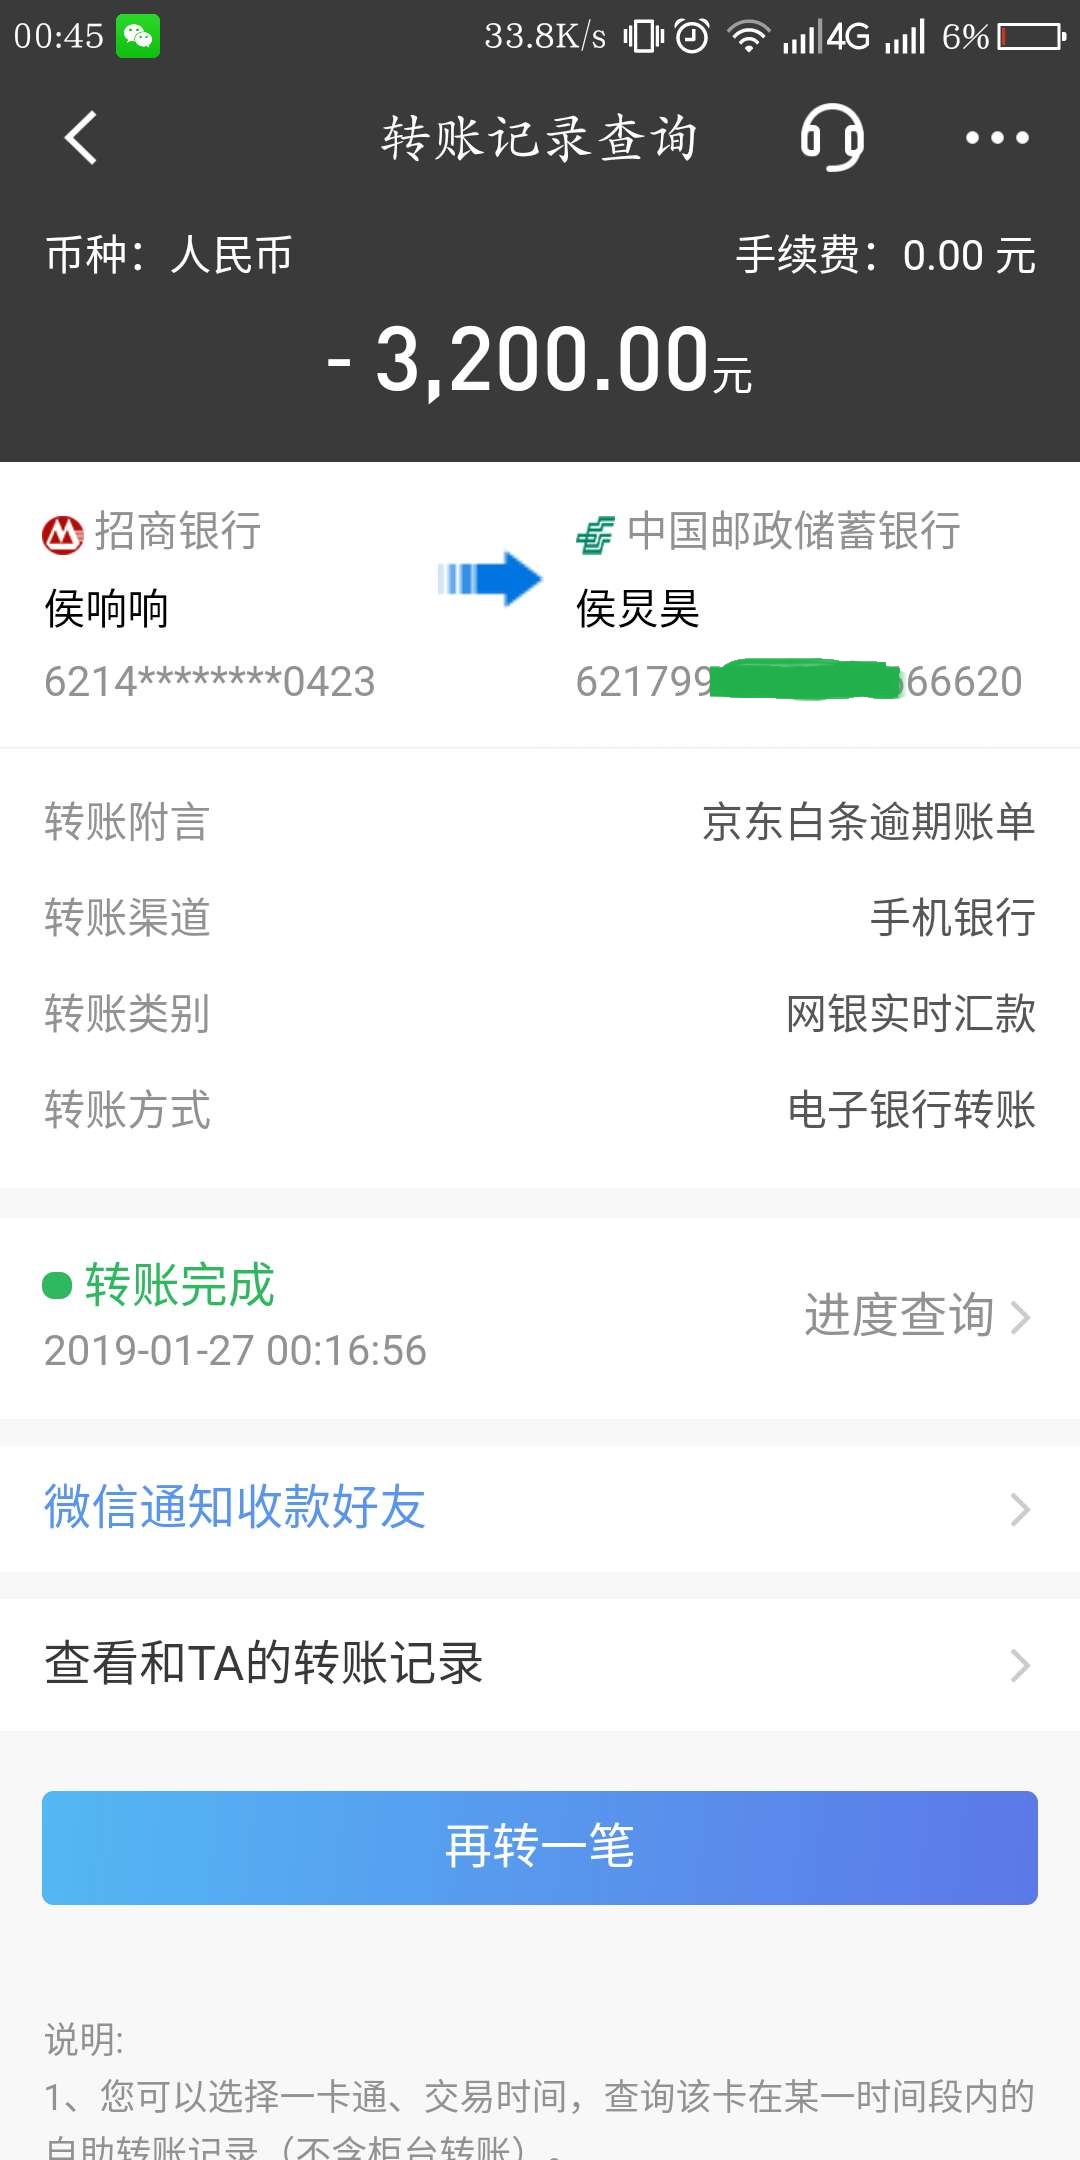 00:45 33.8K/s 4G 6%
转账记录查询
币种：人民币 手续费：0.00 元
- 3,200.00元
招商银行 中国邮政储蓄银行
侯响响 侯炅昊
6214********0423 621799 66620
转账附言 京东白条逾期账单
转账渠道 手机银行
转账类别 网银实时汇款
转账方式 电子银行转账
转账完成
2019-01-27 00:16:56 进度查询
微信通知收款好友
查看和TA的转账记录
再转一笔
说明:
1、您可以选择一卡通、交易时间，查询该卡在某一时间段内的
自助转账记录（不含柜台转账）。